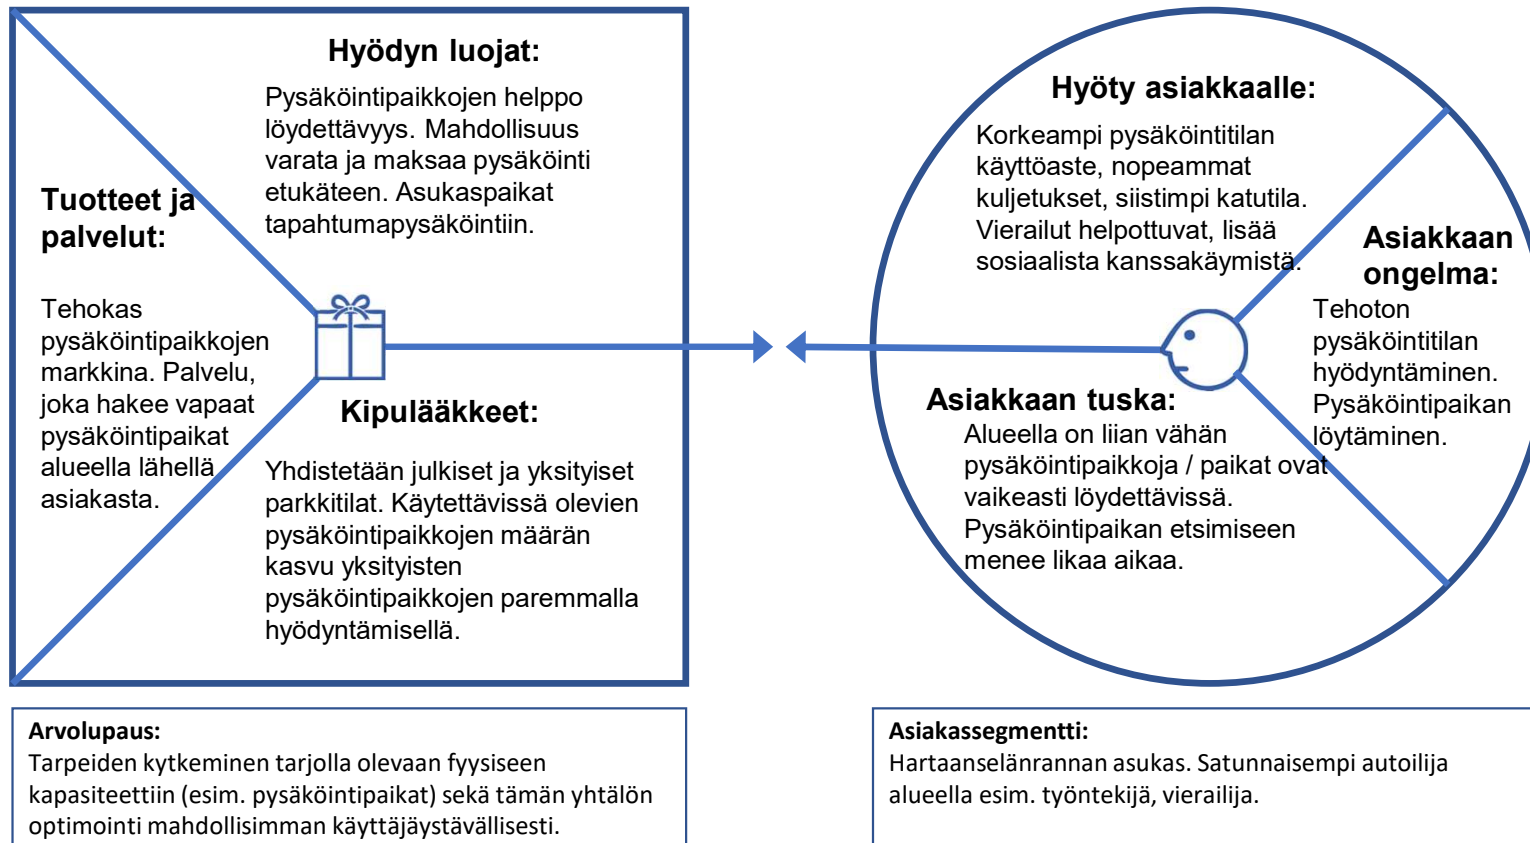 Hyödyn luojat:
Pysäköintipaikkojen helppo
löydettävyys. Mahdollisuus
varata ja maksaa pysäköinti
etukäteen. Asukaspaikat
tapahtumapysäköintiin.
Tuotteet ja
palvelut:
Tehokas
pysäköintipaikkojen
markkina. Palvelu,
joka hakee vapaat
pysäköintipaikat
alueella lähellä
asiakasta.
Kipulääkkeet:
Yhdistetään julkiset ja yksityiset
parkkitilat. Käytettävissä olevien
pysäköintipaikkojen määrän
kasvu yksityisten
pysäköintipaikkojen paremmalla
hyödyntämisellä.
Hyöty asiakkaalle:
Korkeampi pysäköintitilan
käyttöaste, nopeammat
kuljetukset, siistimpi katutila.
Vierailut helpottuvat, lisää
sosiaalista kanssakäymistä.
Asiakkaan
ongelma:
Tehoton
pysäköintitilan
hyödyntäminen.
Pysäköintipaikan
löytäminen.
Asiakkaan tuska:
Alueella on liian vähän
pysäköintipaikkoja / paikat ovat
vaikeasti löydettävissä.
Pysäköintipaikan etsimiseen
menee likaa aikaa.
Arvolupaus:
Tarpeiden kytkeminen tarjolla olevaan fyysiseen
kapasiteettiin (esim. pysäköintipaikat) sekä tämän yhtälön
optimointi mahdollisimman käyttäjäystävällisesti.
Asiakassegmentti:
Hartaanselänrannan asukas. Satunnaisempi autoilija
alueella esim. työntekijä, vierailija.